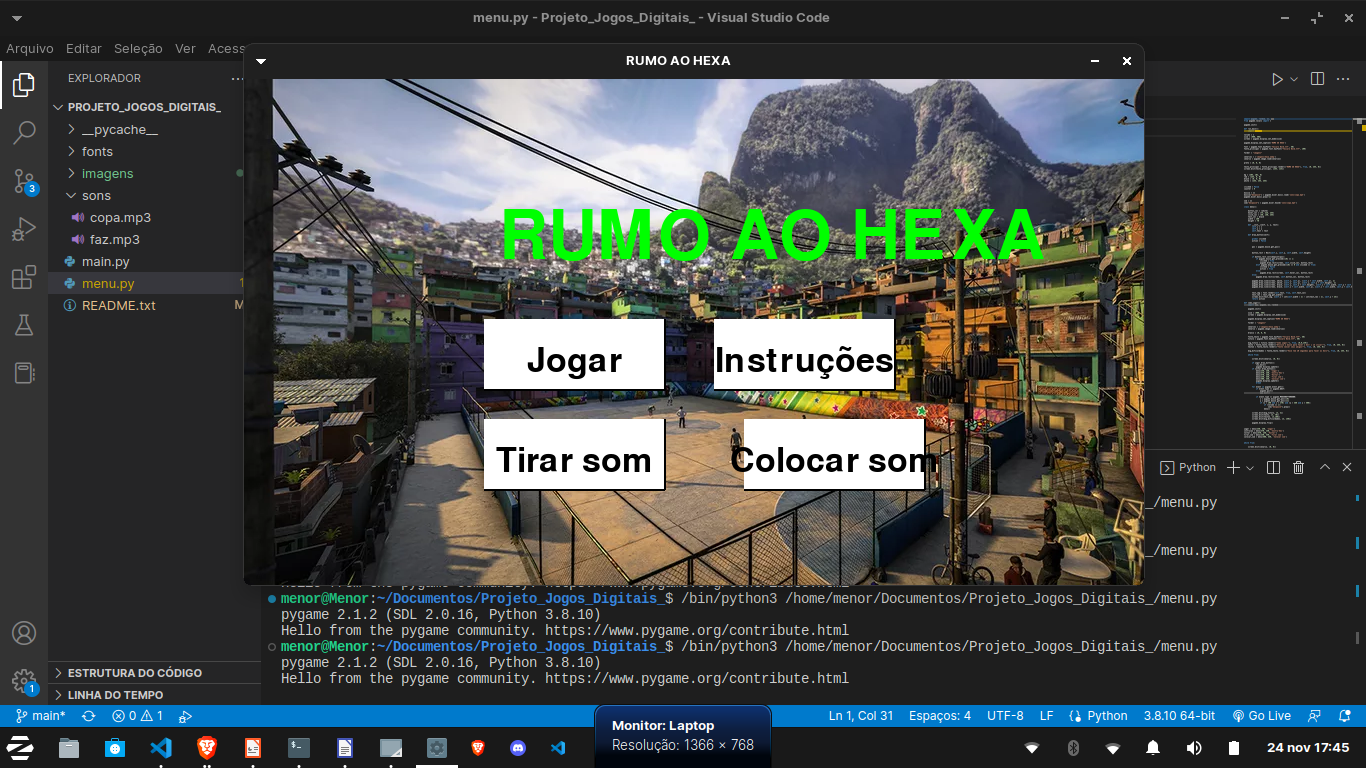 menu.py - Projeto_Jogos_Digitais_ - Visual Studio Code
Arquivo Editar Seleção Ver Acess
RUMO AO HEXA
EXPLORADOR
PROJETO_JOGOS_DIGITAIS_
__pycache__
fonts
imagens
sons
copa.mp3
faz.mp3
main.py
menu.py 1
README.txt M
3
RUMO AO HEXA
Jogar Instruções
Tirar som Colocar som
Python
_/menu.py
_/menu.py
menor@Menor:~/Documentos/Projeto_Jogos_Digitais_$ /bin/python3 /home/menor/Documentos/Projeto_Jogos_Digitais_/menu.py
pygame 2.1.2 (SDL 2.0.16, Python 3.8.10)
Hello from the pygame community. https://www.pygame.org/contribute.html
menor@Menor:~/Documentos/Projeto_Jogos_Digitais_$ /bin/python3 /home/menor/Documentos/Projeto_Jogos_Digitais_/menu.py
pygame 2.1.2 (SDL 2.0.16, Python 3.8.10)
Hello from the pygame community. https://www.pygame.org/contribute.html
ESTRUTURA DO CÓDIGO
LINHA DO TEMPO
1
main* 0 1 Ln 1, Col 31 Espaços: 4 UTF-8 LF Python 3.8.10 64-bit Go Live
Monitor: Laptop
Resolução: 1366 × 768
24 nov 17:45